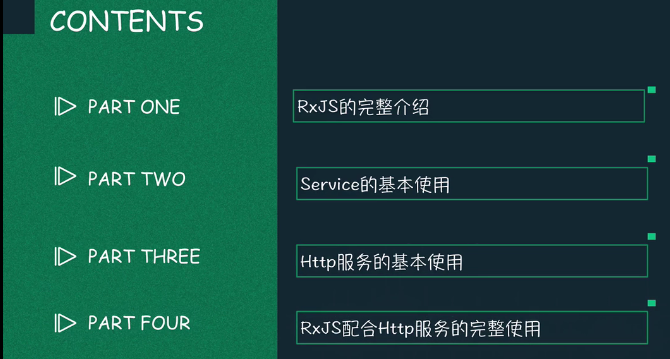 CONTENTS
PART ONE
RxJS的完整介绍
PART TWO
Service的基本使用
PART THREE
Http服务的基本使用
PART FOUR
RxJS配合Http服务的完整使用